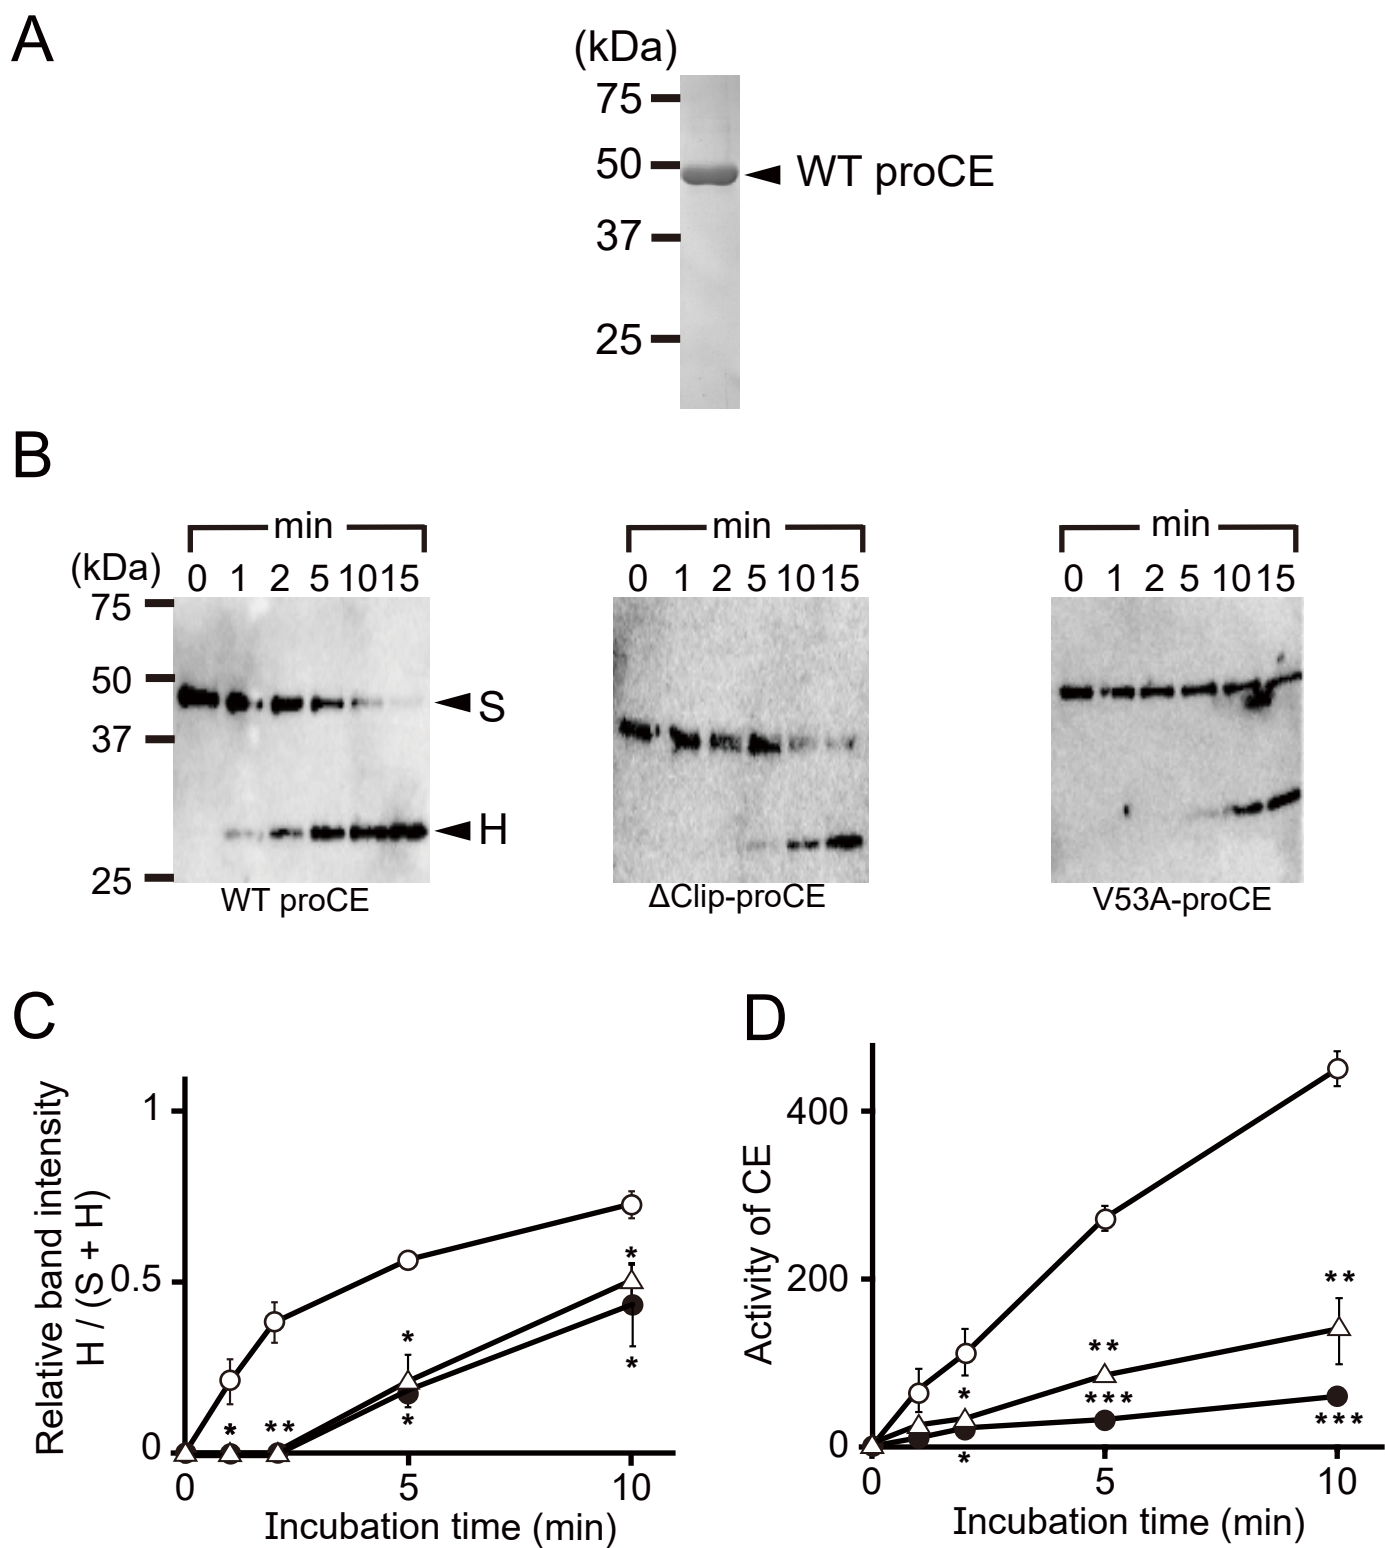 A
(kDa)
75
50
WT proCE
37
25
B
min
min
min
(kDa)
0 1 2 5 10 15
0 1 2 5 10 15
0 1 2 5 10 15
75
50
S
37
H
25
WT proCE
ΔClip-proCE
V53A-proCE
C
Relative band intensity
H / (S + H)
1
0.5
0
*
**
*
*
*
*
0 5 10
Incubation time (min)
D
Activity of CE
400
200
0
*
*
**
***
**
***
0 5 10
Incubation time (min)